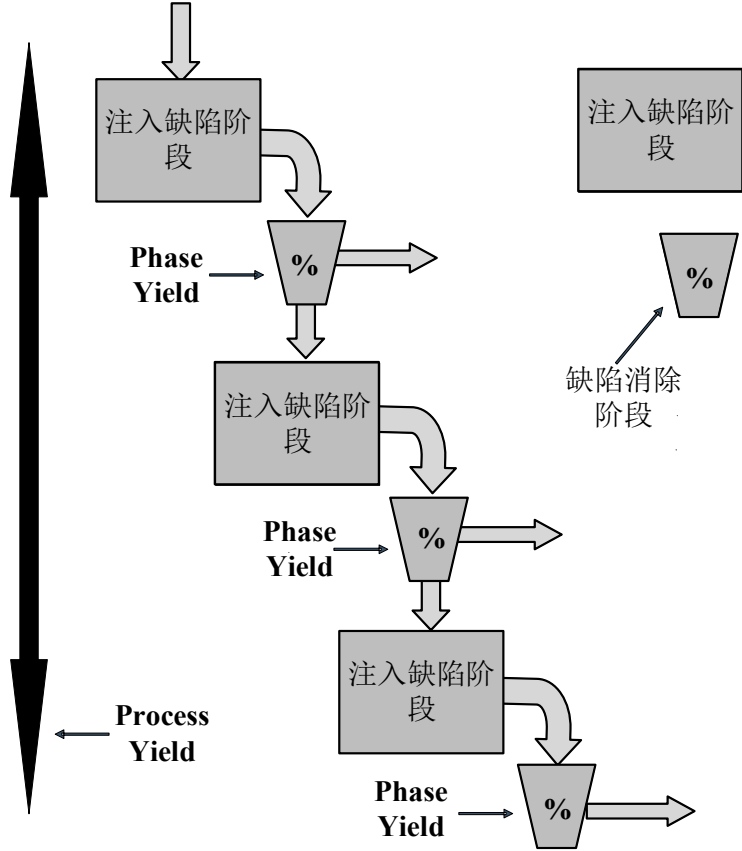 注入缺陷阶
段
注入缺陷阶
段
Phase
Yield
%
%
缺陷消除
阶段
注入缺陷阶
段
Phase
Yield
%
注入缺陷阶
段
Process
Yield
Phase
Yield
%